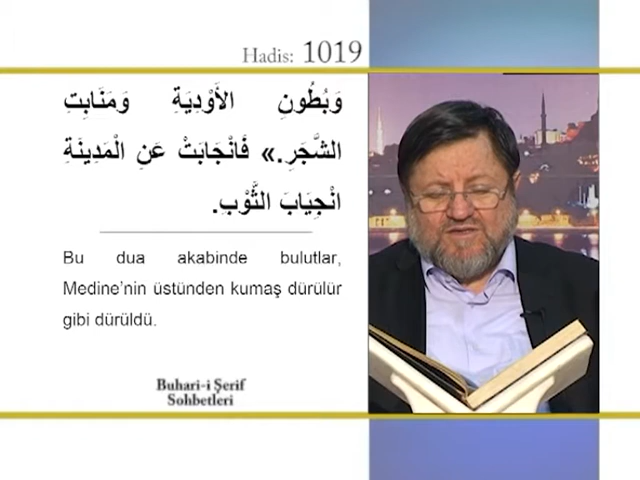 Hadis: 1019
وَبُطُونِ الأَوْدِيَةِ وَمَنَابِتِ
الشَّجَرِ.» فَانْجَابَتْ عَنِ الْمَدِينَةِ
انْجِيَابَ الثَّوْبِ.
Bu dua akabinde bulutlar,
Medine’nin üstünden kumaş dürülür
gibi dürüldü.
Buhari-i Şerif
Sohbetleri